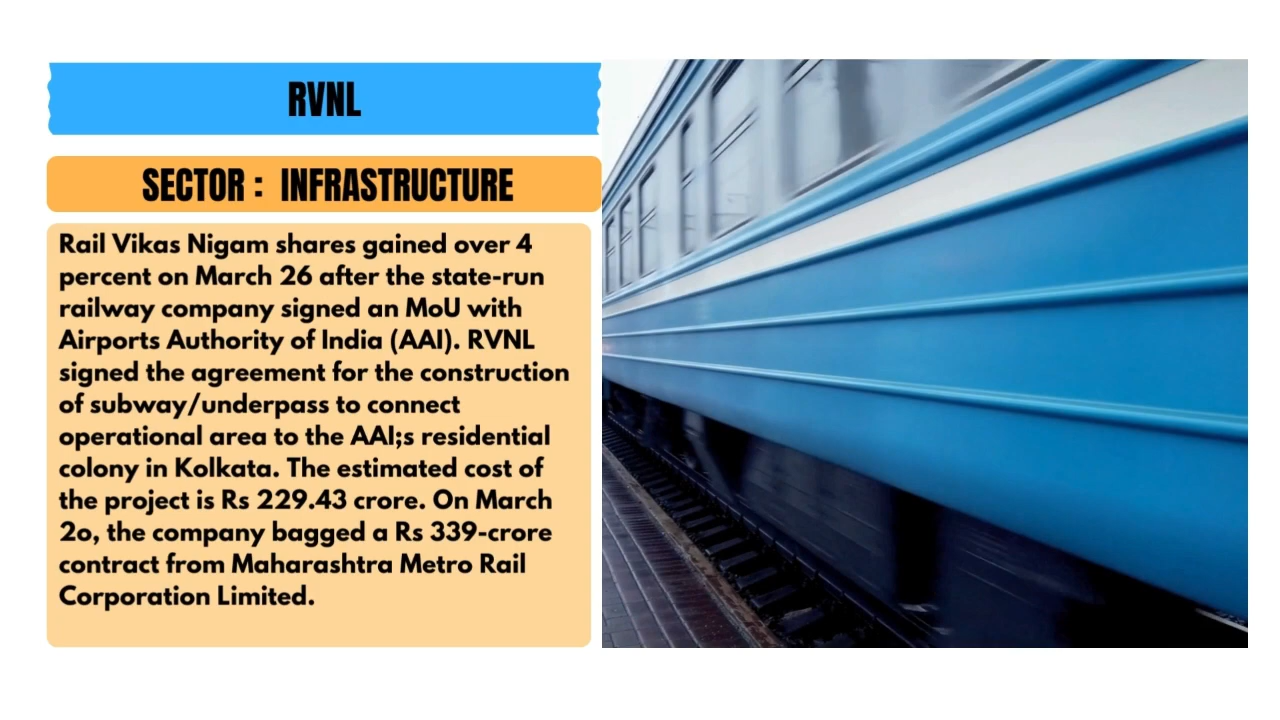 RVNL
SECTOR : INFRASTRUCTURE
Rail Vikas Nigam shares gained over 4
percent on March 26 after the state-run
railway company signed an MoU with
Airports Authority of India (AAI). RVNL
signed the agreement for the construction
of subway/underpass to connect
operational area to the AAI;s residential
colony in Kolkata. The estimated cost of
the project is Rs 229.43 crore. On March
2o, the company bagged a Rs 339-crore
contract from Maharashtra Metro Rail
Corporation Limited.